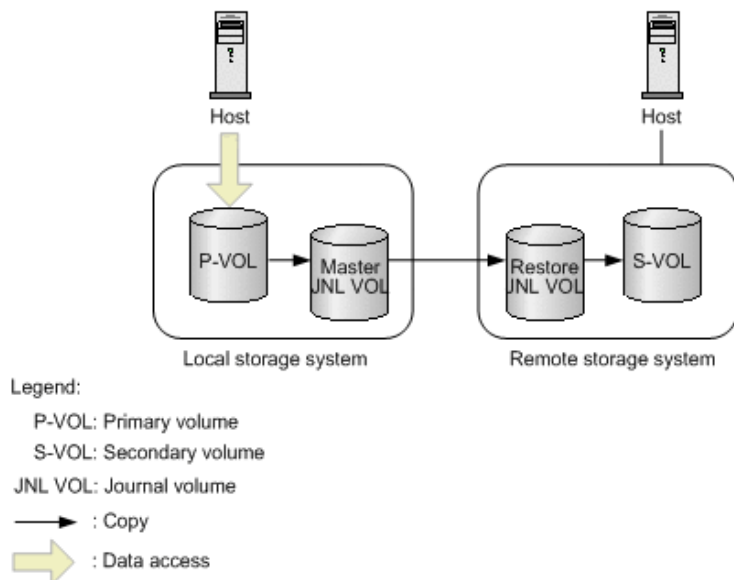 Host
Host
P-VOL
Master
JNL VOL
Restore
JNL VOL
S-VOL
Local storage system
Remote storage system
Legend:
P-VOL: Primary volume
S-VOL: Secondary volume
JNL VOL: Journal volume
: Copy
: Data access